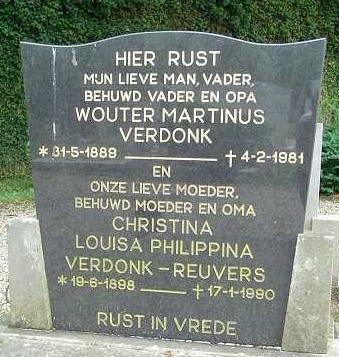 HIER RUST
MIJN LIEVE MAN, VADER,
BEHUWD VADER EN OPA
WOUTER MARTINUS
VERDONK
* 31-5-1889 —— † 4-2-1981
EN
ONZE LIEVE MOEDER,
BEHUWD MOEDER EN OMA
CHRISTINA
LOUISA PHILIPPINA
VERDONK - REUVERS
* 19-6-1898 —— † 17-1-1990
RUST IN VREDE